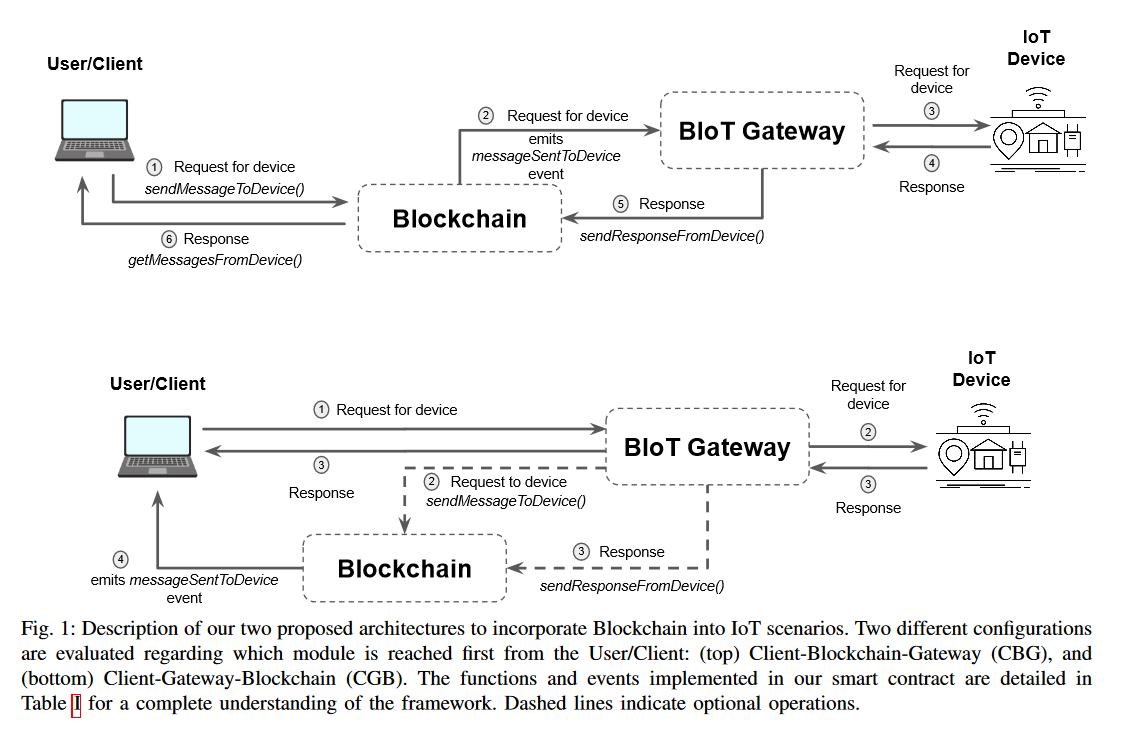 User/Client
① Request for device
sendMessageToDevice()
⑥ Response
getMessagesFromDevice()
Blockchain
② Request for device
emits
messageSentToDevice
event
BIoT Gateway
⑤ Response
sendResponseFromDevice()
Request for
device
③
④
Response
IoT
Device
User/Client
① Request for device
③
Response
② Request to device
sendMessageToDevice()
BIoT Gateway
Request for
device
②
③
Response
IoT
Device
Blockchain
③ Response
sendResponseFromDevice()
④
emits messageSentToDevice
event
Fig. 1: Description of our two proposed architectures to incorporate Blockchain into IoT scenarios. Two different configurations
are evaluated regarding which module is reached first from the User/Client: (top) Client-Blockchain-Gateway (CBG), and
(bottom) Client-Gateway-Blockchain (CGB). The functions and events implemented in our smart contract are detailed in
Table I for a complete understanding of the framework. Dashed lines indicate optional operations.